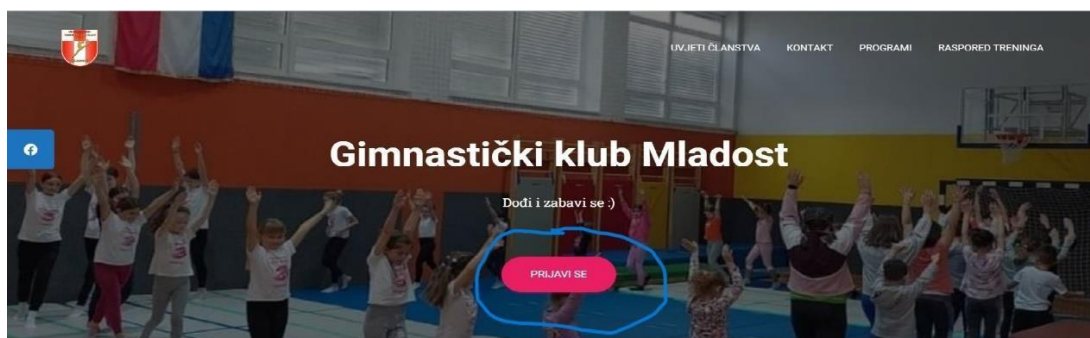 UVJETI ČLANSTVA KONTAKT PROGRAMI RASPORED TRENINGA
Gimnastički klub Mladost
Dođi i zabavi se :)
PRIJAVI SE